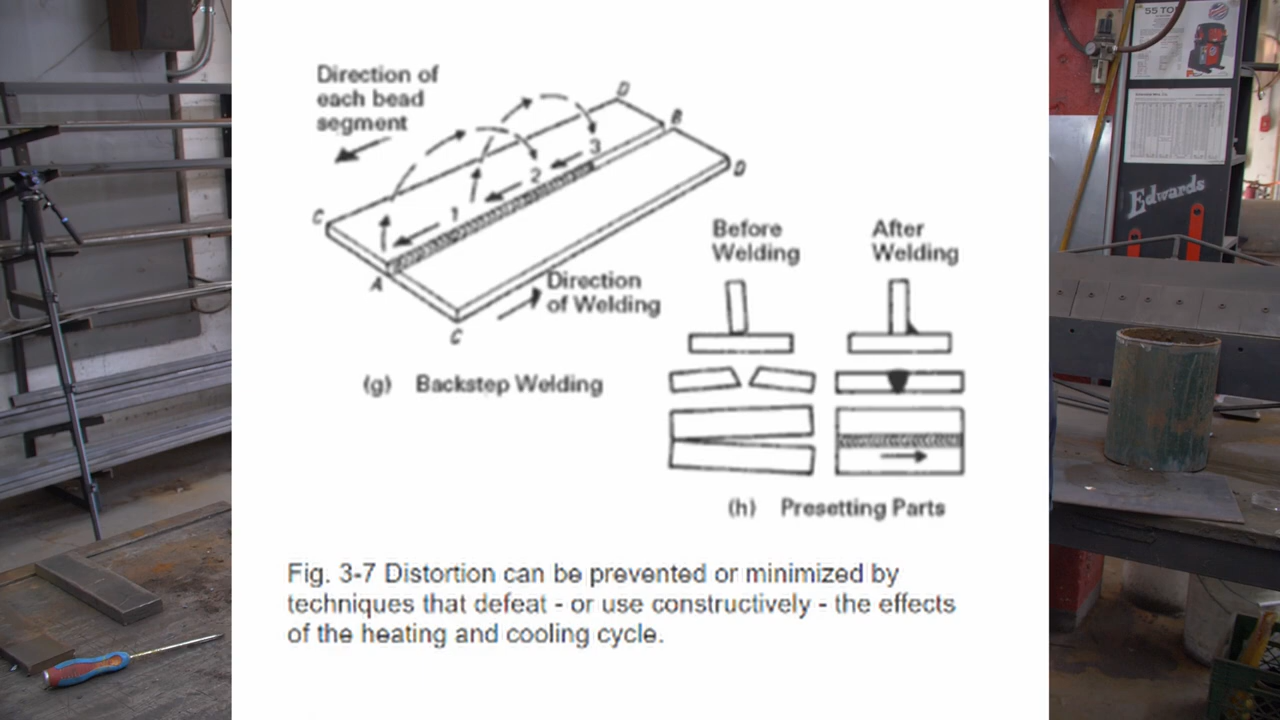 Direction of
each bead
segment
D
B
3
2
1
C
D
A
C
Direction
of Welding
(g) Backstep Welding
Before
Welding
After
Welding
(h) Presetting Parts
Fig. 3-7 Distortion can be prevented or minimized by
techniques that defeat - or use constructively - the effects
of the heating and cooling cycle.
55 TO
Edwards